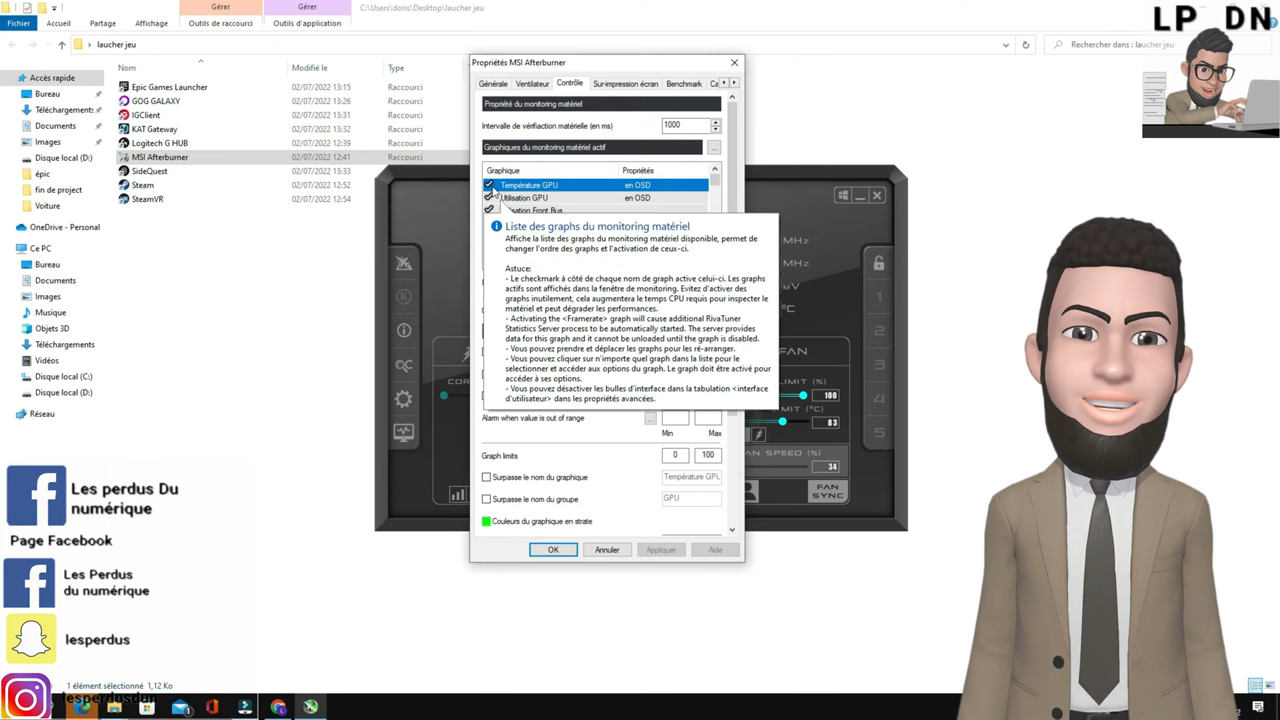 Gérer
Gérer
C:\Users\doris\Desktop\laucher jeu
Fichier
Accueil
Partage
Affichage
Outils de raccourci
Outils d'application
LP_DN
laucher jeu
Rechercher dans : laucher jeu
Nom
Modifié le
Type
Accès rapide
Bureau
Téléchargements
Documents
Images
Disque local (D:)
épic
fin de project
Voiture
OneDrive - Personal
Ce PC
Bureau
Documents
Images
Musique
Objets 3D
Téléchargements
Vidéos
Disque local (C:)
Disque local (D:)
Réseau
Epic Games Launcher 02/07/2022 13:15 Raccourci
GOG GALAXY 02/07/2022 13:31 Raccourci
IGClient 02/07/2022 13:33 Raccourci
KAT Gateway 02/07/2022 13:32 Raccourci
Logitech G HUB 02/07/2022 12:39 Raccourci
MSI Afterburner 02/07/2022 12:41 Raccourci
SideQuest 02/07/2022 13:33 Raccourci
Steam 02/07/2022 12:52 Raccourci
SteamVR 02/07/2022 12:54 Raccourci
Propriétés MSI Afterburner
Générale
Ventilateur
Contrôle
Sur-impression écran
Benchmark
Ca
Propriété du monitoring matériel
Intervalle de vérifiaction matérielle (en ms)
1000
Graphiques du monitoring matériel actif
...
Graphique
Propriétés
Température GPU
en OSD
Utilisation GPU
en OSD
Front Bus
Liste des graphs du monitoring matériel
Affiche la liste des graphs du monitoring matériel disponible, permet de
changer l'ordre des graphs et l'activation de ceux-ci.
Astuce:
- Le checkmark à côté de chaque nom de graph active celui-ci. Les graphs
actifs sont affichés dans la fenêtre de monitoring. Evitez d'activer des
graphs inutilement, cela augmentera le temps CPU requis pour inspecter le
matériel et peut dégrader les performances.
- Activating the <Framerate> graph will cause additional RivaTuner
Statistics Server process to be automatically started. The server provides
data for this graph and it cannot be unloaded until the graph is disabled.
- Vous pouvez prendre et déplacer les graphs pour les ré-arranger.
- Vous pouvez cliquer sur n'importe quel graph dans la liste pour le
selectionner et accéder aux options du graph. Le graph doit être activé pour
accéder à ses options.
- Vous pouvez désactiver les bulles d'interface dans la tabulation <interface
d'utilisateur> dans les propriétés avancées.
Alarm when value is out of range
...
Min
Max
Graph limits
0
100
Surpasse le nom du graphique
Température GPU
Surpasse le nom du groupe
GPU
Couleurs du graphique en strate
OK
Annuler
Appliquer
Aide
MHz
MHz
mV
°C
FAN
LIMIT (%)
100
(°C)
83
FAN SPEED (%)
34
FAN
SYNC
1
2
3
4
5
K
OC
COR
Les perdus Du
numérique
Page Facebook
Les Perdus
du numérique
lesperdus
lesperdusdun
1 élément sélectionné 1,12 Ko